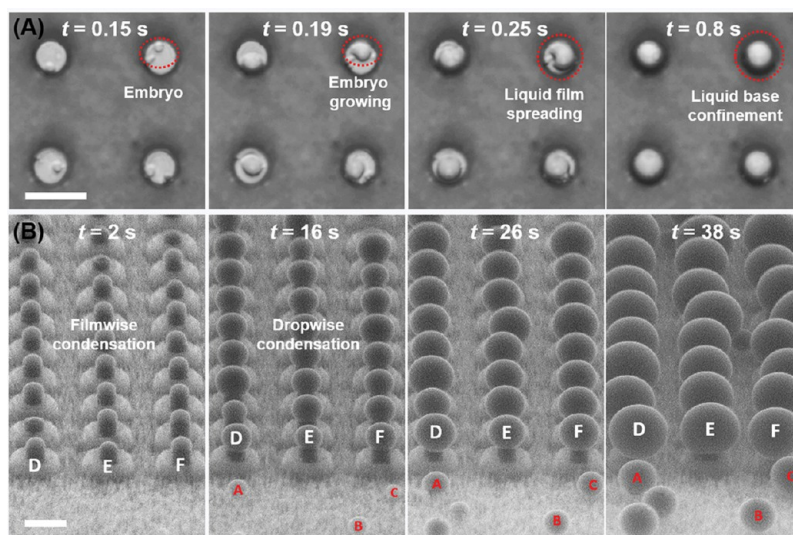 (A)
t = 0.15 s
t = 0.19 s
t = 0.25 s
t = 0.8 s
Embryo
Embryo
growing
Liquid film
spreading
Liquid base
confinement
(B)
t = 2 s
t = 16 s
t = 26 s
t = 38 s
Filmwise
condensation
Dropwise
condensation
D E F
D E F
D E F
D E F
A B C
A B C
A B C